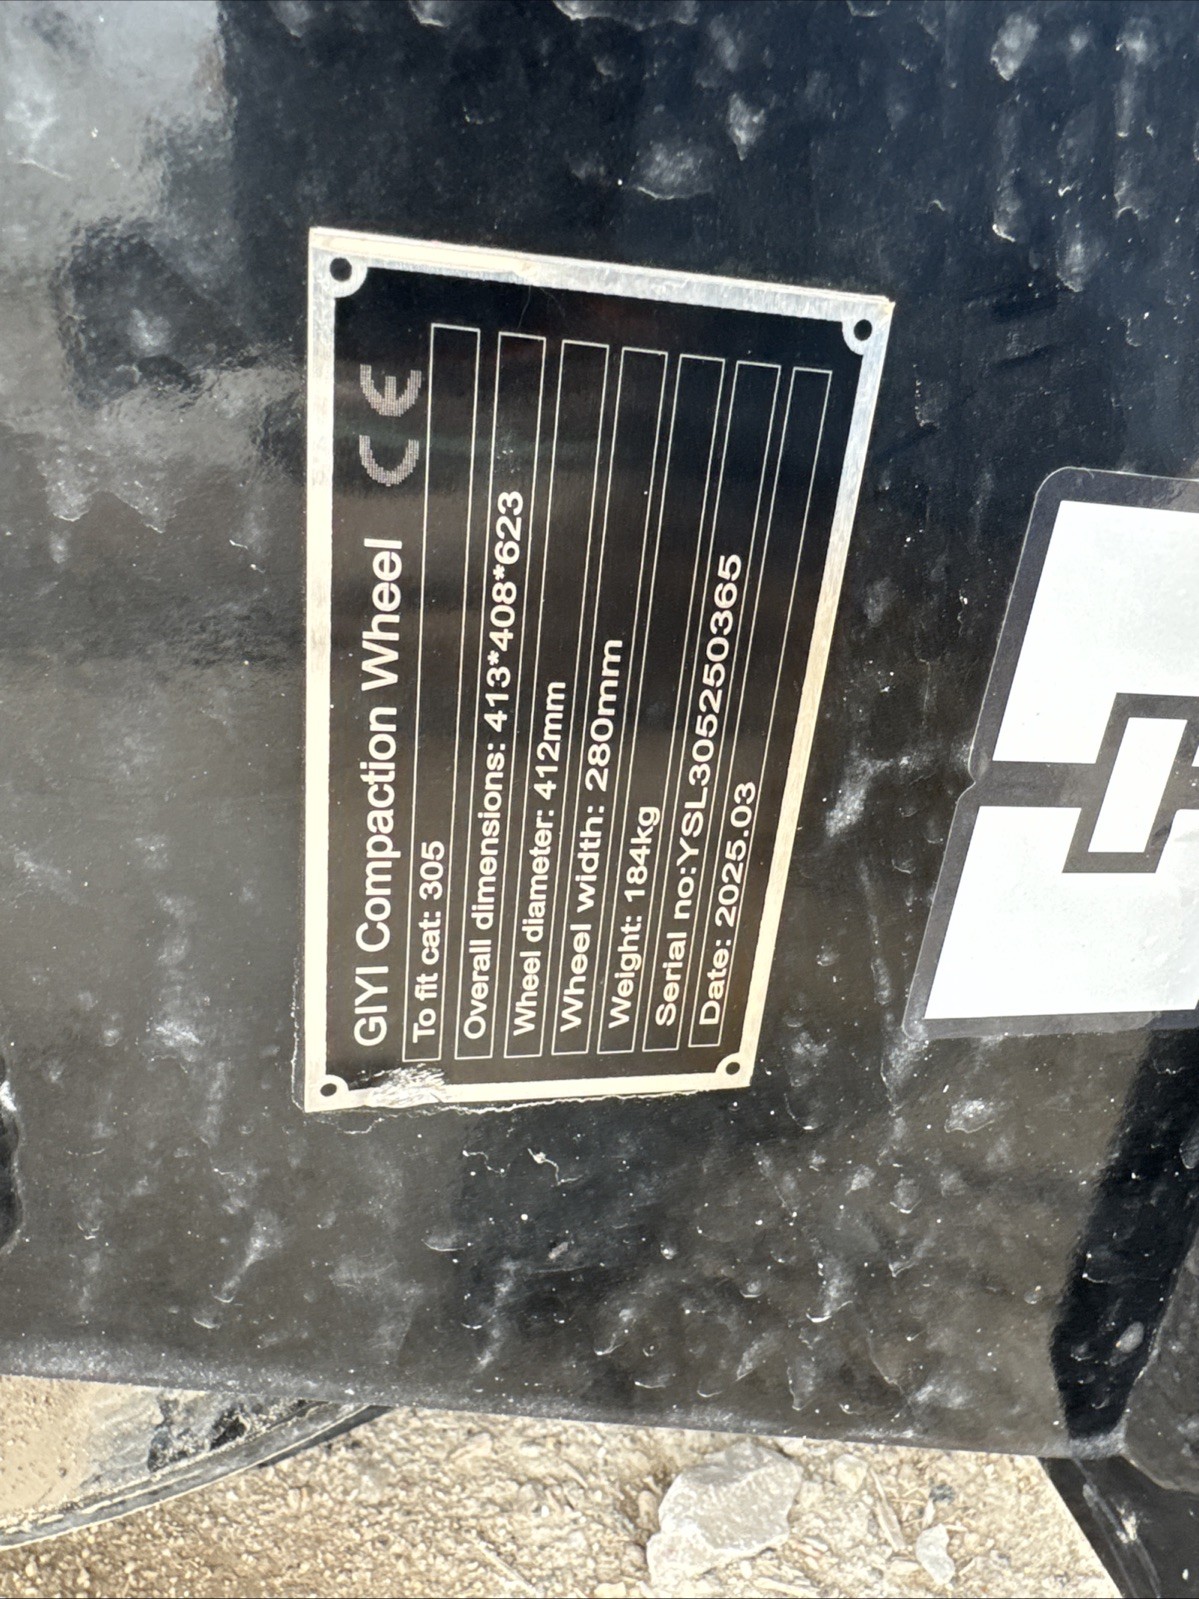 GIYI Compaction Wheel CE
To fit cat: 305
Overall dimensions: 413*408*623
Wheel diameter: 412mm
Wheel width: 280mm
Weight: 184kg
Serial no:YSL305250365
Date: 2025.03